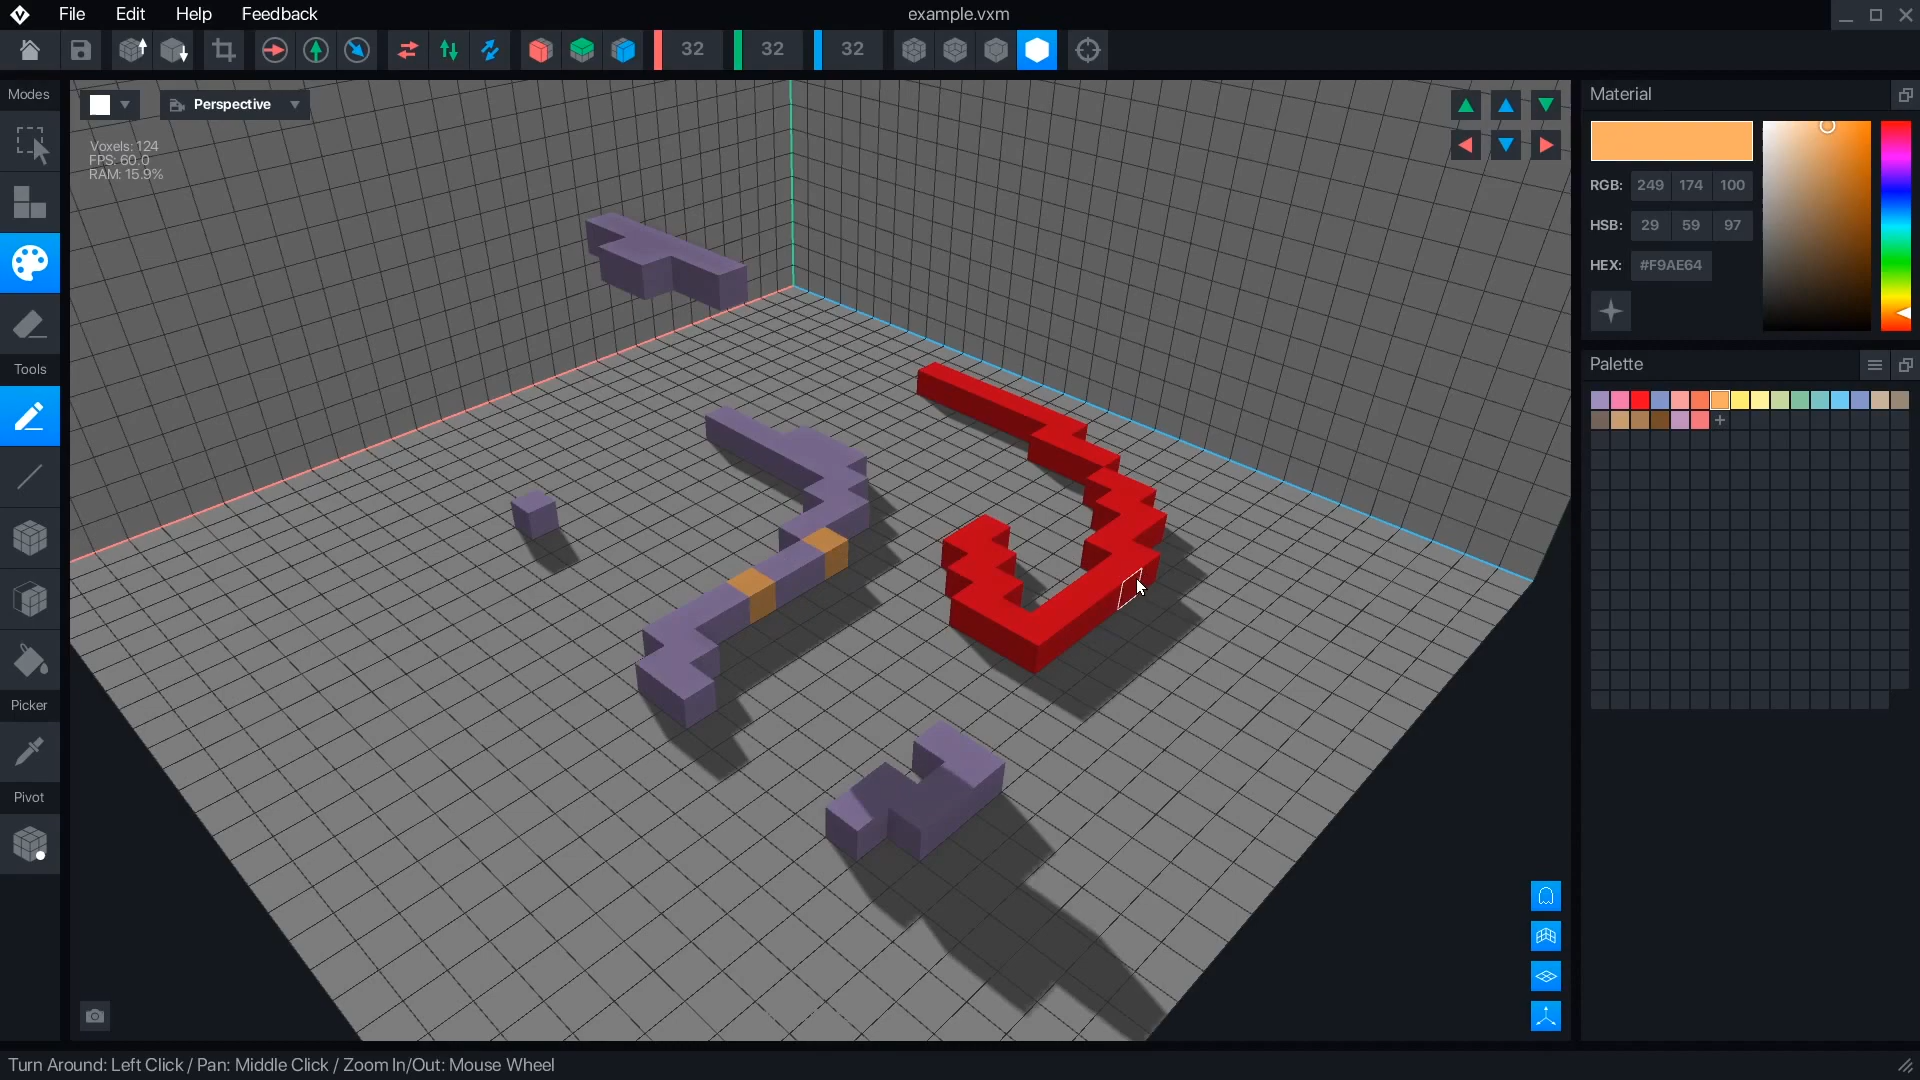 File Edit Help Feedback example.vxm
32 32 32
Modes
Perspective
Voxels: 124
FPS: 60.0
RAM: 15.9%
Tools
Picker
Pivot
Material
RGB: 249 174 100
HSB: 29 59 97
HEX: #F9AE64
Palette
Turn Around: Left Click / Pan: Middle Click / Zoom In/Out: Mouse Wheel